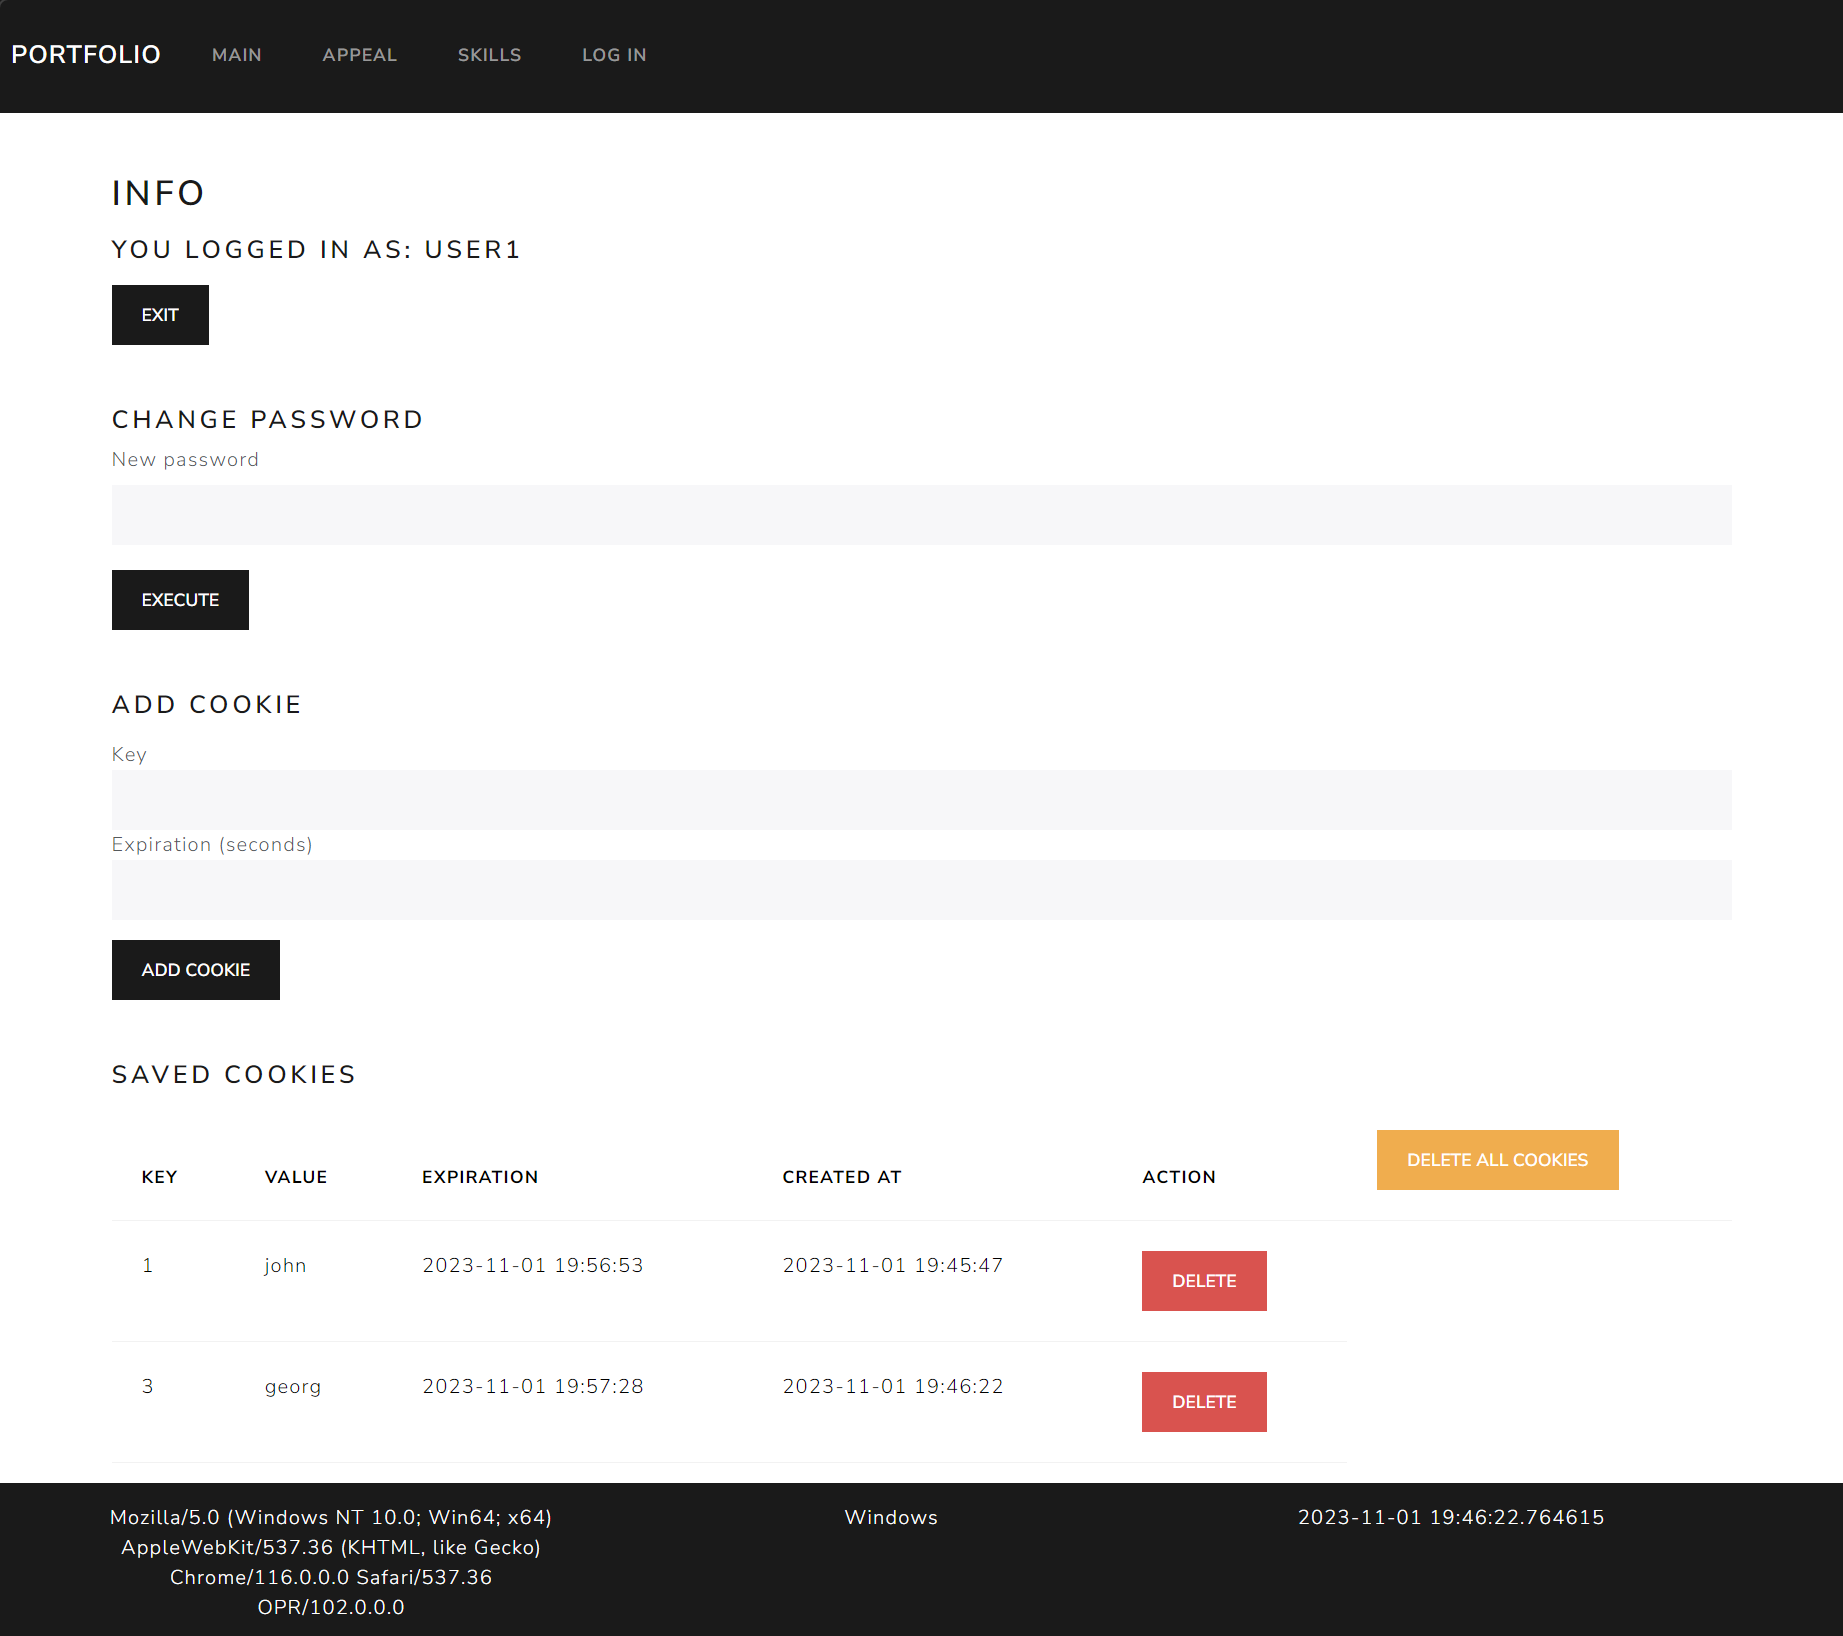 PORTFOLIO MAIN APPEAL SKILLS LOG IN
INFO
YOU LOGGED IN AS: USER1
EXIT
CHANGE PASSWORD
New password
EXECUTE
ADD COOKIE
Key
Expiration (seconds)
ADD COOKIE
SAVED COOKIES
KEY VALUE EXPIRATION CREATED AT ACTION DELETE ALL COOKIES
1 john 2023-11-01 19:56:53 2023-11-01 19:45:47 DELETE
3 georg 2023-11-01 19:57:28 2023-11-01 19:46:22 DELETE
Mozilla/5.0 (Windows NT 10.0; Win64; x64) Windows 2023-11-01 19:46:22.764615
AppleWebKit/537.36 (KHTML, like Gecko)
Chrome/116.0.0.0 Safari/537.36
OPR/102.0.0.0